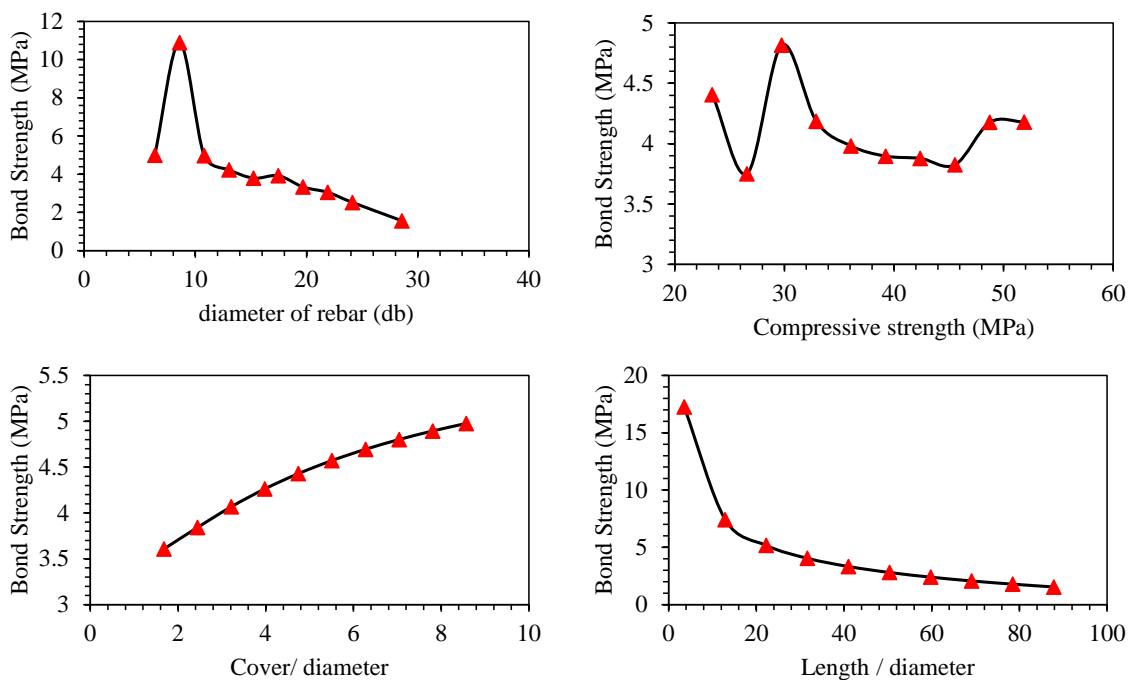 Bond Strength (MPa)
12
10
8
6
4
2
0
0 10 20 30 40
diameter of rebar (db)
Bond Strength (MPa)
5
4.5
4
3.5
3
20 30 40 50 60
Compressive strength (MPa)
Bond Strength (MPa)
5.5
5
4.5
4
3.5
3
0 2 4 6 8 10
Cover/ diameter
Bond Strength (MPa)
20
15
10
5
0
0 20 40 60 80 100
Length / diameter